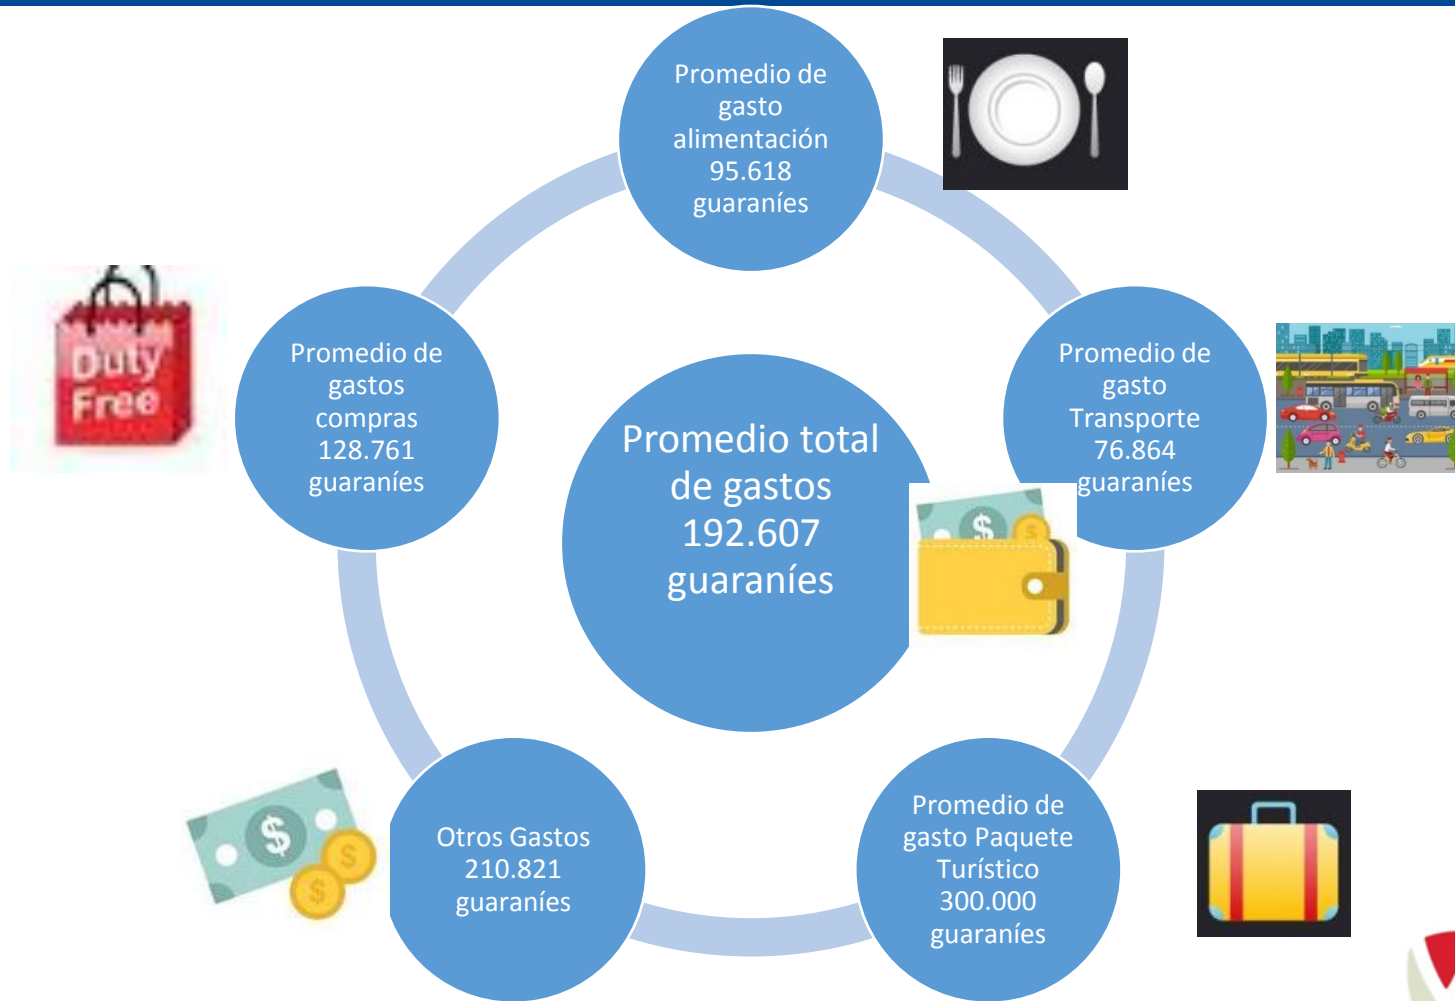 Promedio de
gasto
alimentación
95.618
guaraníes
Promedio de
gastos
compras
128.761
guaraníes
Duty
Free
Promedio de
gasto
Transporte
76.864
guaraníes
Promedio total
de gastos
192.607
guaraníes
$
Otros Gastos
210.821
guaraníes
$
$
$
Promedio de
gasto Paquete
Turístico
300.000
guaraníes